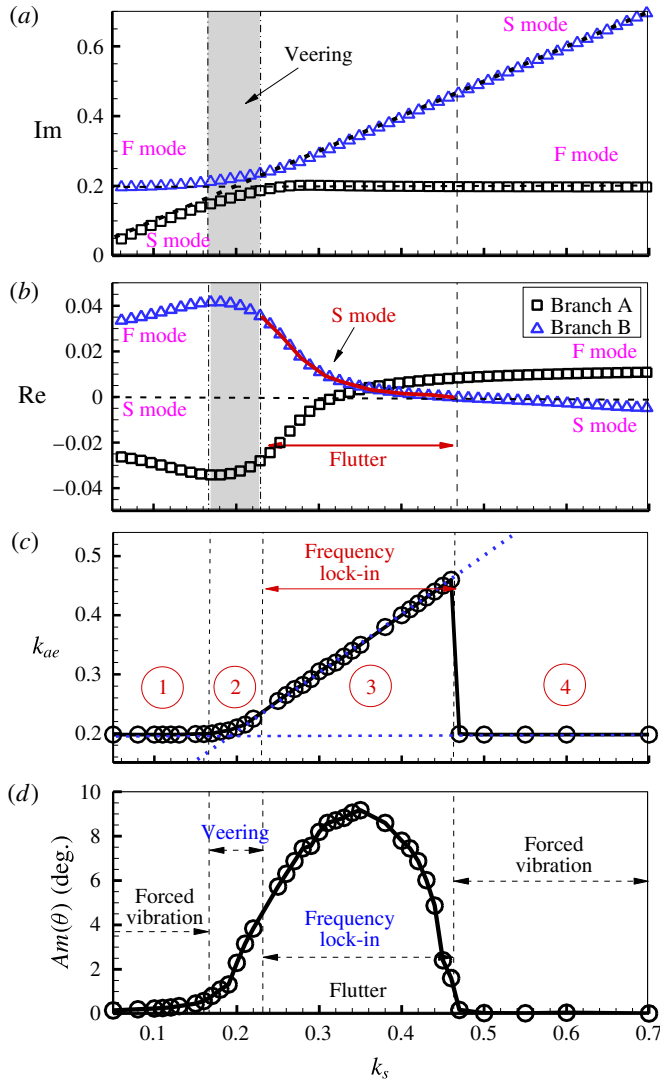 (a)
S mode
Veering
0.6
Im
0.4
F mode
F mode
0.2
S mode
0
(b)
0.04
Branch A
S mode
Branch B
0.02
F mode
F mode
Re
0
S mode
S mode
−0.02
Flutter
−0.04
(c)
0.5
Frequency
lock-in
0.4
k_ae
0.3
1 2 3 4
0.2
(d)
10
Veering
8
Forced
vibration
Am(θ) (deg.)
6
Forced
vibration
4
Frequency
lock-in
2
Flutter
0
0.1 0.2 0.3 0.4 0.5 0.6 0.7
k_s